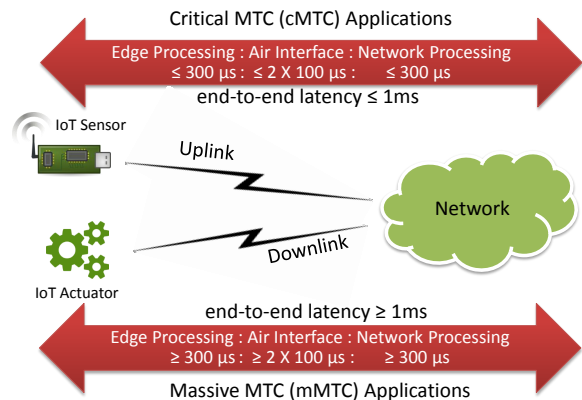 Critical MTC (cMTC) Applications
Edge Processing : Air Interface : Network Processing
≤ 300 µs : ≤ 2 X 100 µs : ≤ 300 µs
end-to-end latency ≤ 1ms
IoT Sensor
Uplink
Network
Downlink
IoT Actuator
end-to-end latency ≥ 1ms
Edge Processing : Air Interface : Network Processing
≥ 300 µs : ≥ 2 X 100 µs : ≥ 300 µs
Massive MTC (mMTC) Applications